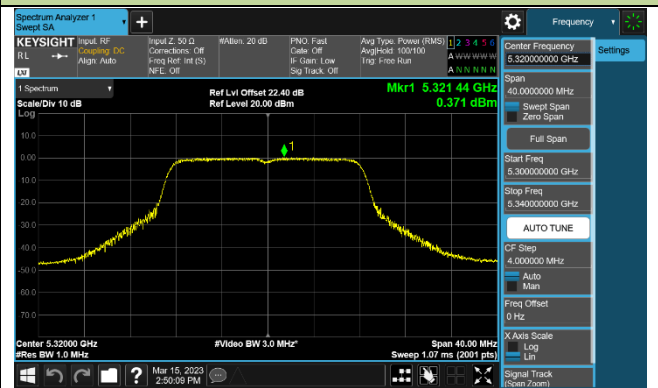 Spectrum Analyzer 1
Swept SA
Frequency
KEYSIGHT
RL
Input: RF
Coupling: DC
Align: Auto
Input Z: 50 Ω
Corrections: Off
Freq Ref: Int (S)
NFE: Off
#Atten: 20 dB
PNO: Fast
Gate: Off
IF Gain: Low
Sig Track: Off
Avg Type: Power (RMS)
Avg|Hold: 100/100
Trig: Free Run
1 2 3 4 5 6
A W W W W W
A N N N N N
LXI
1 Spectrum
Scale/Div 10 dB
Log
Ref Lvl Offset 22.40 dB
Ref Level 20.00 dBm
Mkr1 5.321 44 GHz
0.371 dBm
10.0
0.00
1
-10.0
-20.0
-30.0
-40.0
-50.0
-60.0
-70.0
Center 5.32000 GHz
#Res BW 1.0 MHz
#Video BW 3.0 MHz*
Span 40.00 MHz
Sweep 1.07 ms (2001 pts)
Center Frequency
5.320000000 GHz
Settings
Span
40.0000000 MHz
Swept Span
Zero Span
Full Span
Start Freq
5.300000000 GHz
Stop Freq
5.340000000 GHz
AUTO TUNE
CF Step
4.000000 MHz
Auto
Man
Freq Offset
0 Hz
X Axis Scale
Log
Lin
Signal Track
(Span Zoom)
?
Mar 15, 2023
2:50:09 PM